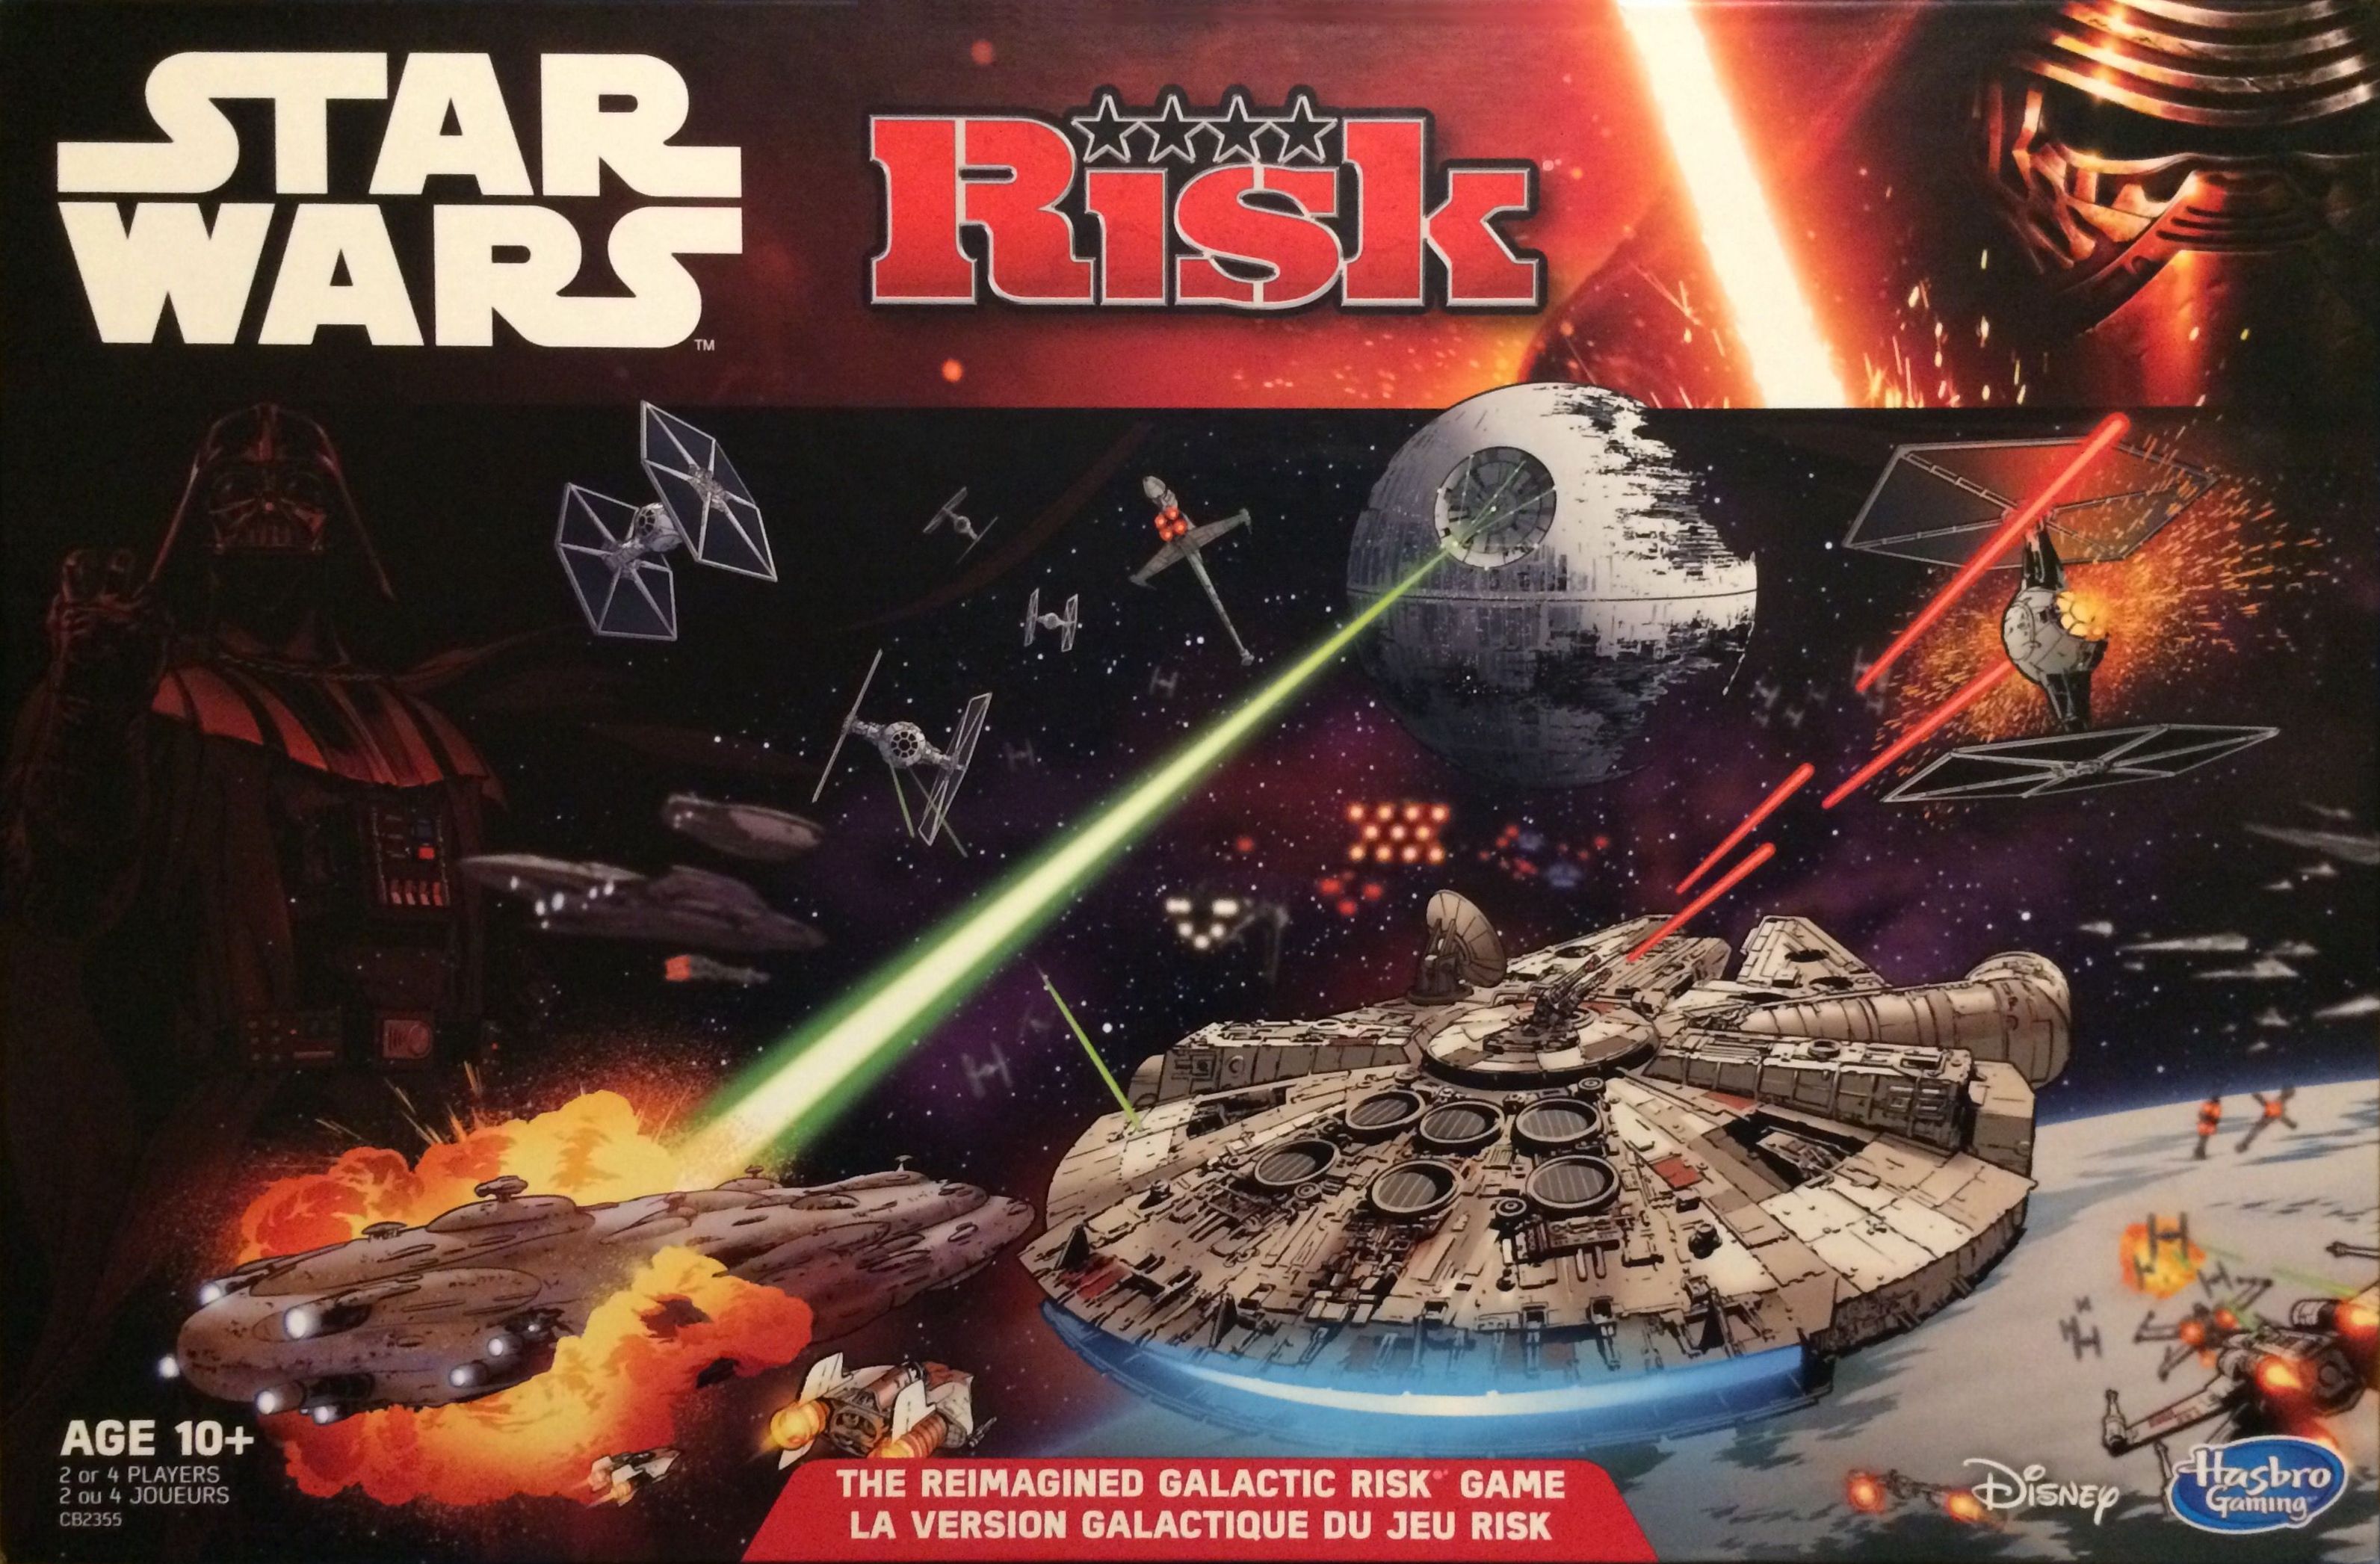 STAR
WARS™
RISK
AGE 10+
2 or 4 PLAYERS
2 ou 4 JOUEURS
CB2355
THE REIMAGINED GALACTIC RISK® GAME
LA VERSION GALACTIQUE DU JEU RISK
DISNEY
Hasbro
Gaming